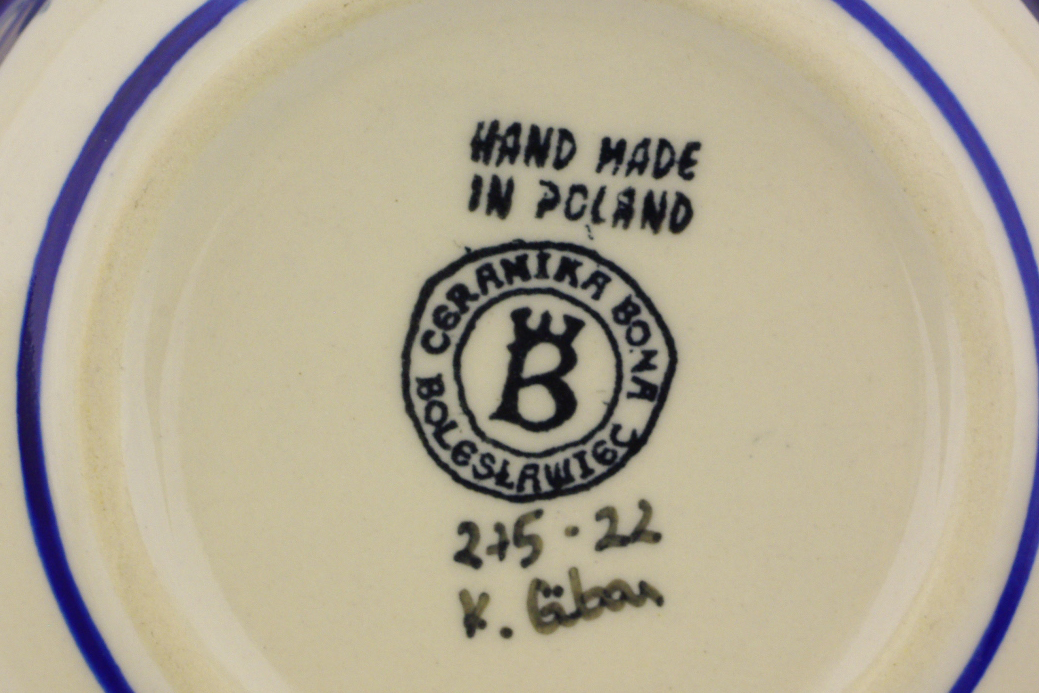 HAND MADE
IN POLAND
CERAMIKA BONA
BOLESŁAWIEC
B
275-22
K.